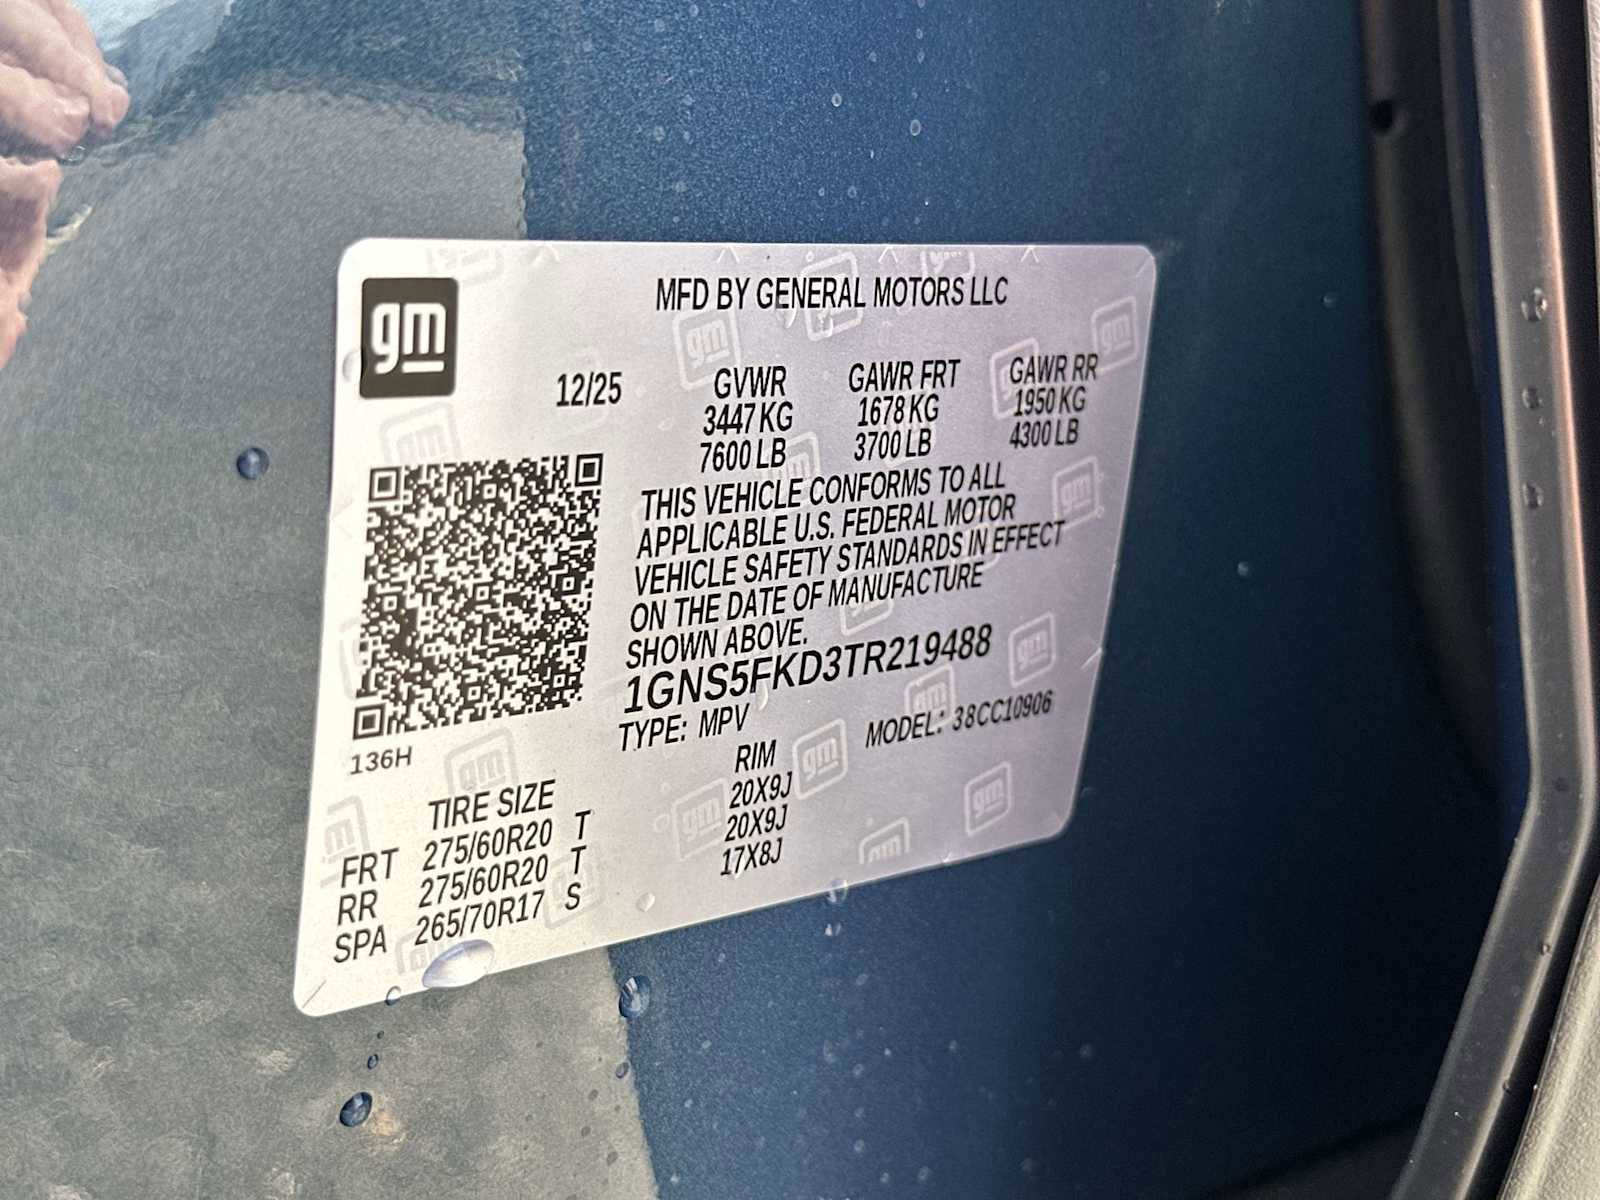 gm
MFD BY GENERAL MOTORS LLC
12/25
GVWR GAWR FRT GAWR RR
3447 KG 1678 KG 1950 KG
7600 LB 3700 LB 4300 LB
THIS VEHICLE CONFORMS TO ALL
APPLICABLE U.S. FEDERAL MOTOR
VEHICLE SAFETY STANDARDS IN EFFECT
ON THE DATE OF MANUFACTURE
SHOWN ABOVE.
1GNS5FKD3TR219488
TYPE: MPV MODEL: 38CC10906
136H
TIRE SIZE RIM
FRT 275/60R20 T 20X9J
RR 275/60R20 T 20X9J
SPA 265/70R17 S 17X8J